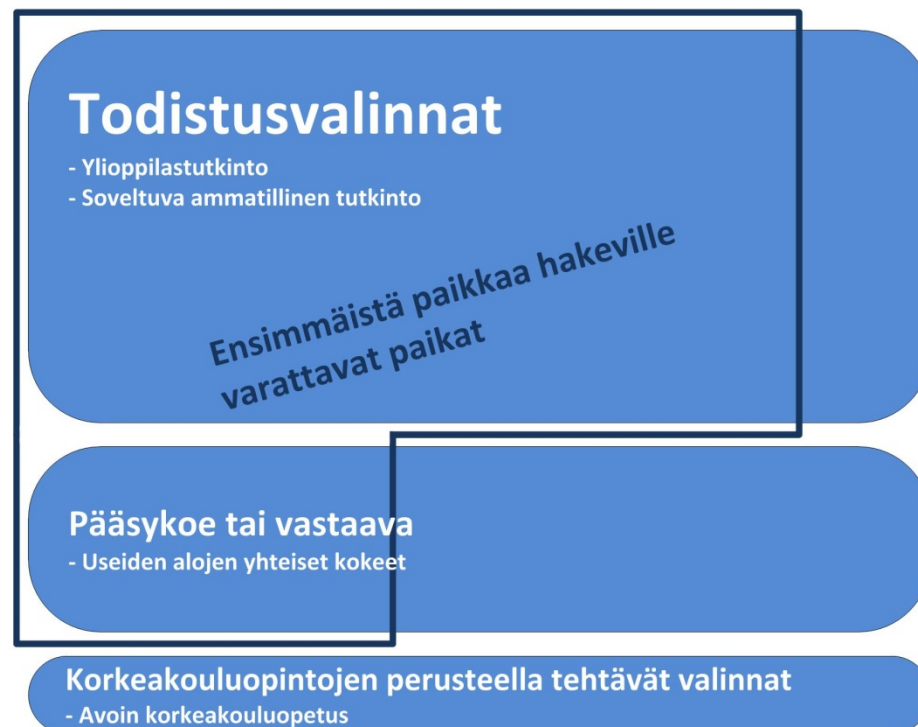 Todistusvalinnat
- Ylioppilastutkinto
- Soveltuva ammatillinen tutkinto
Ensimmäistä paikkaa hakeville
varattavat paikat
Pääsykoe tai vastaava
- Useiden alojen yhteiset kokeet
Korkeakouluopintojen perusteella tehtävät valinnat
- Avoin korkeakouluopetus